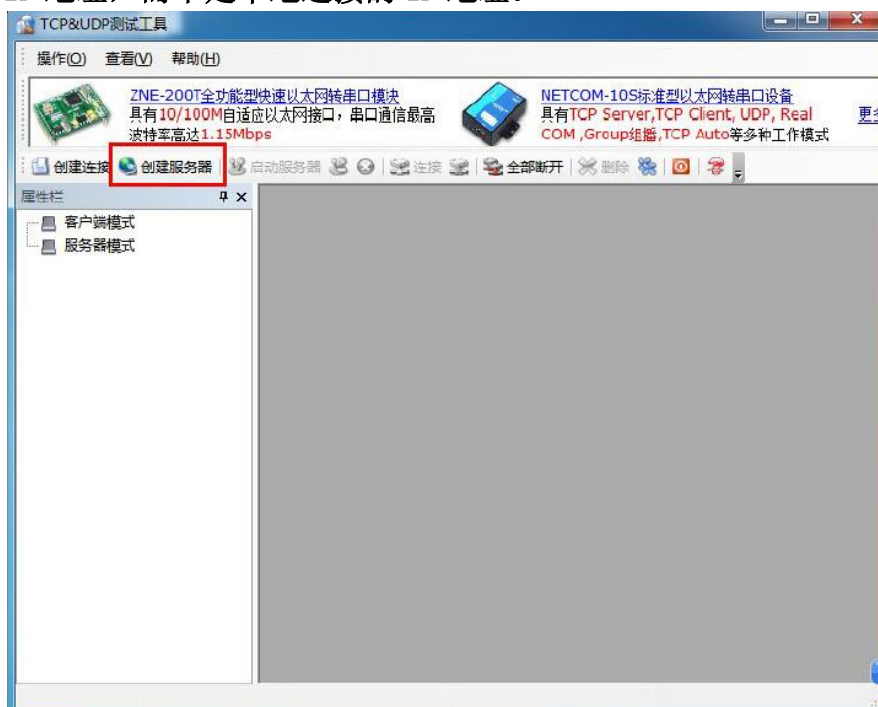 TCP&UDP测试工具
操作(O) 查看(V) 帮助(H)
ZNE-200T全功能型快速以太网转串口模块
具有10/100M自适应以太网接口，串口通信最高
波特率高达1.15Mbps
NETCOM-10S标准型以太网转串口设备
具有TCP Server,TCP Client, UDP, Real
COM ,Group组播,TCP Auto等多种工作模式
创建连接 创建服务器 启动服务器 连接 全部断开 删除
属性栏
客户端模式
服务器模式